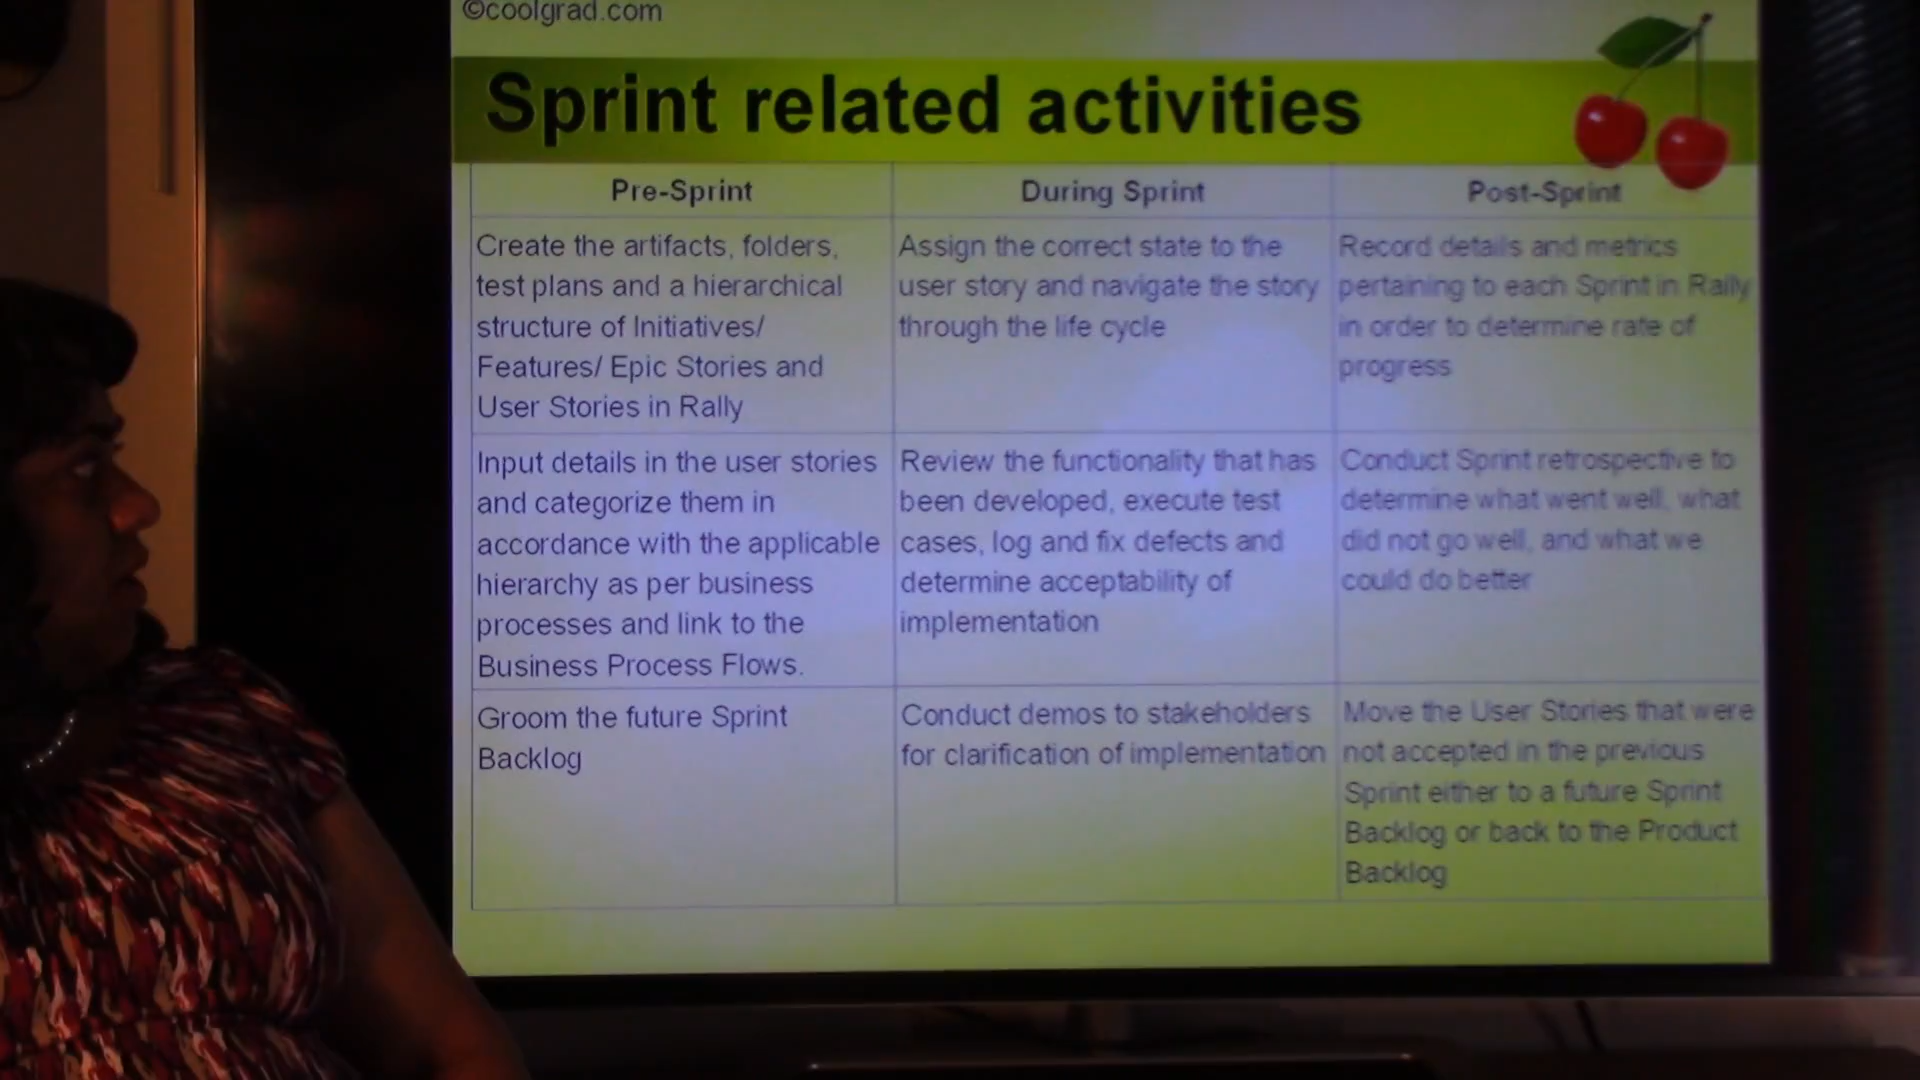 ©coolgrad.com
Sprint related activities
Pre-Sprint
During Sprint
Post-Sprint
Create the artifacts, folders,
test plans and a hierarchical
structure of Initiatives/
Features/ Epic Stories and
User Stories in Rally
Assign the correct state to the
user story and navigate the story
through the life cycle
Record details and metrics
pertaining to each Sprint in Rally
in order to determine rate of
progress
Input details in the user stories
and categorize them in
accordance with the applicable
hierarchy as per business
processes and link to the
Business Process Flows.
Review the functionality that has
been developed, execute test
cases, log and fix defects and
determine acceptability of
implementation
Conduct Sprint retrospective to
determine what went well, what
did not go well, and what we
could do better
Groom the future Sprint
Backlog
Conduct demos to stakeholders
for clarification of implementation
Move the User Stories that were
not accepted in the previous
Sprint either to a future Sprint
Backlog or back to the Product
Backlog